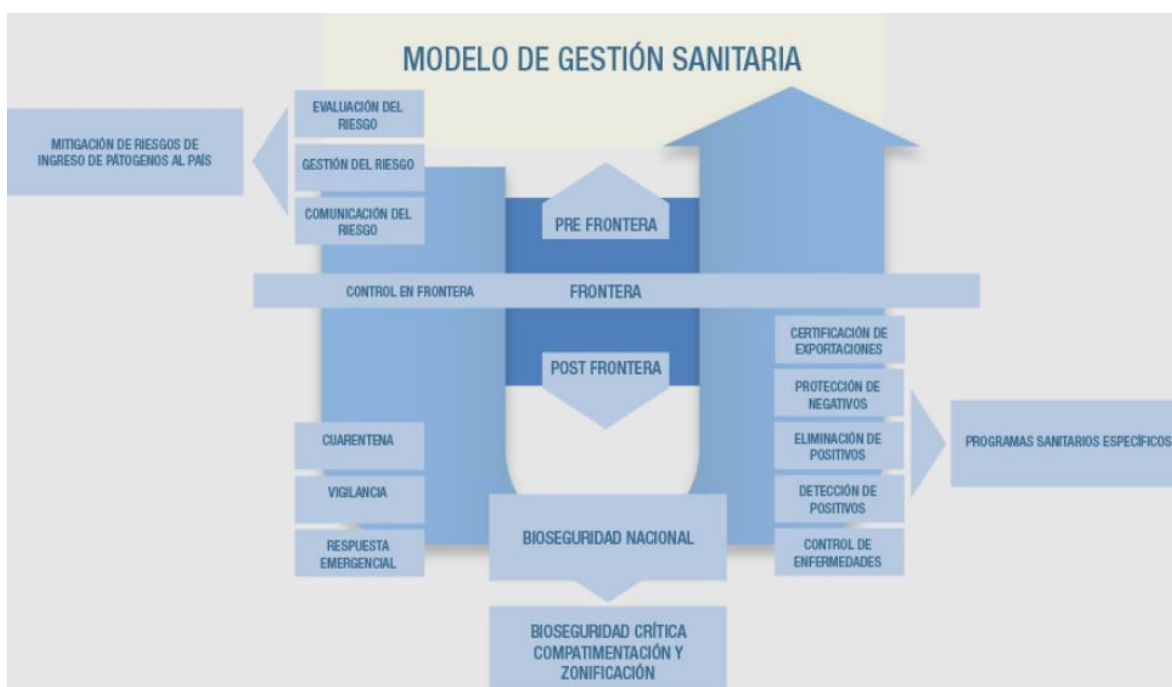 MODELO DE GESTIÓN SANITARIA
EVALUACIÓN DEL
RIESGO
MITIGACIÓN DE RIESGOS DE
INGRESO DE PÁTOGENOS AL PAÍS
GESTIÓN DEL RIESGO
COMUNICACIÓN DEL
RIESGO
PRE FRONTERA
CONTROL EN FRONTERA
FRONTERA
POST FRONTERA
CUARENTENA
VIGILANCIA
RESPUESTA
EMERGENCIAL
CERTIFICACIÓN DE
EXPORTACIONES
PROTECCIÓN DE
NEGATIVOS
ELIMINACIÓN DE
POSITIVOS
DETECCIÓN DE
POSITIVOS
CONTROL DE
ENFERMEDADES
PROGRAMAS SANITARIOS ESPECÍFICOS
BIOSEGURIDAD NACIONAL
BIOSEGURIDAD CRÍTICA
COMPATIMENTACIÓN Y
ZONIFICACIÓN